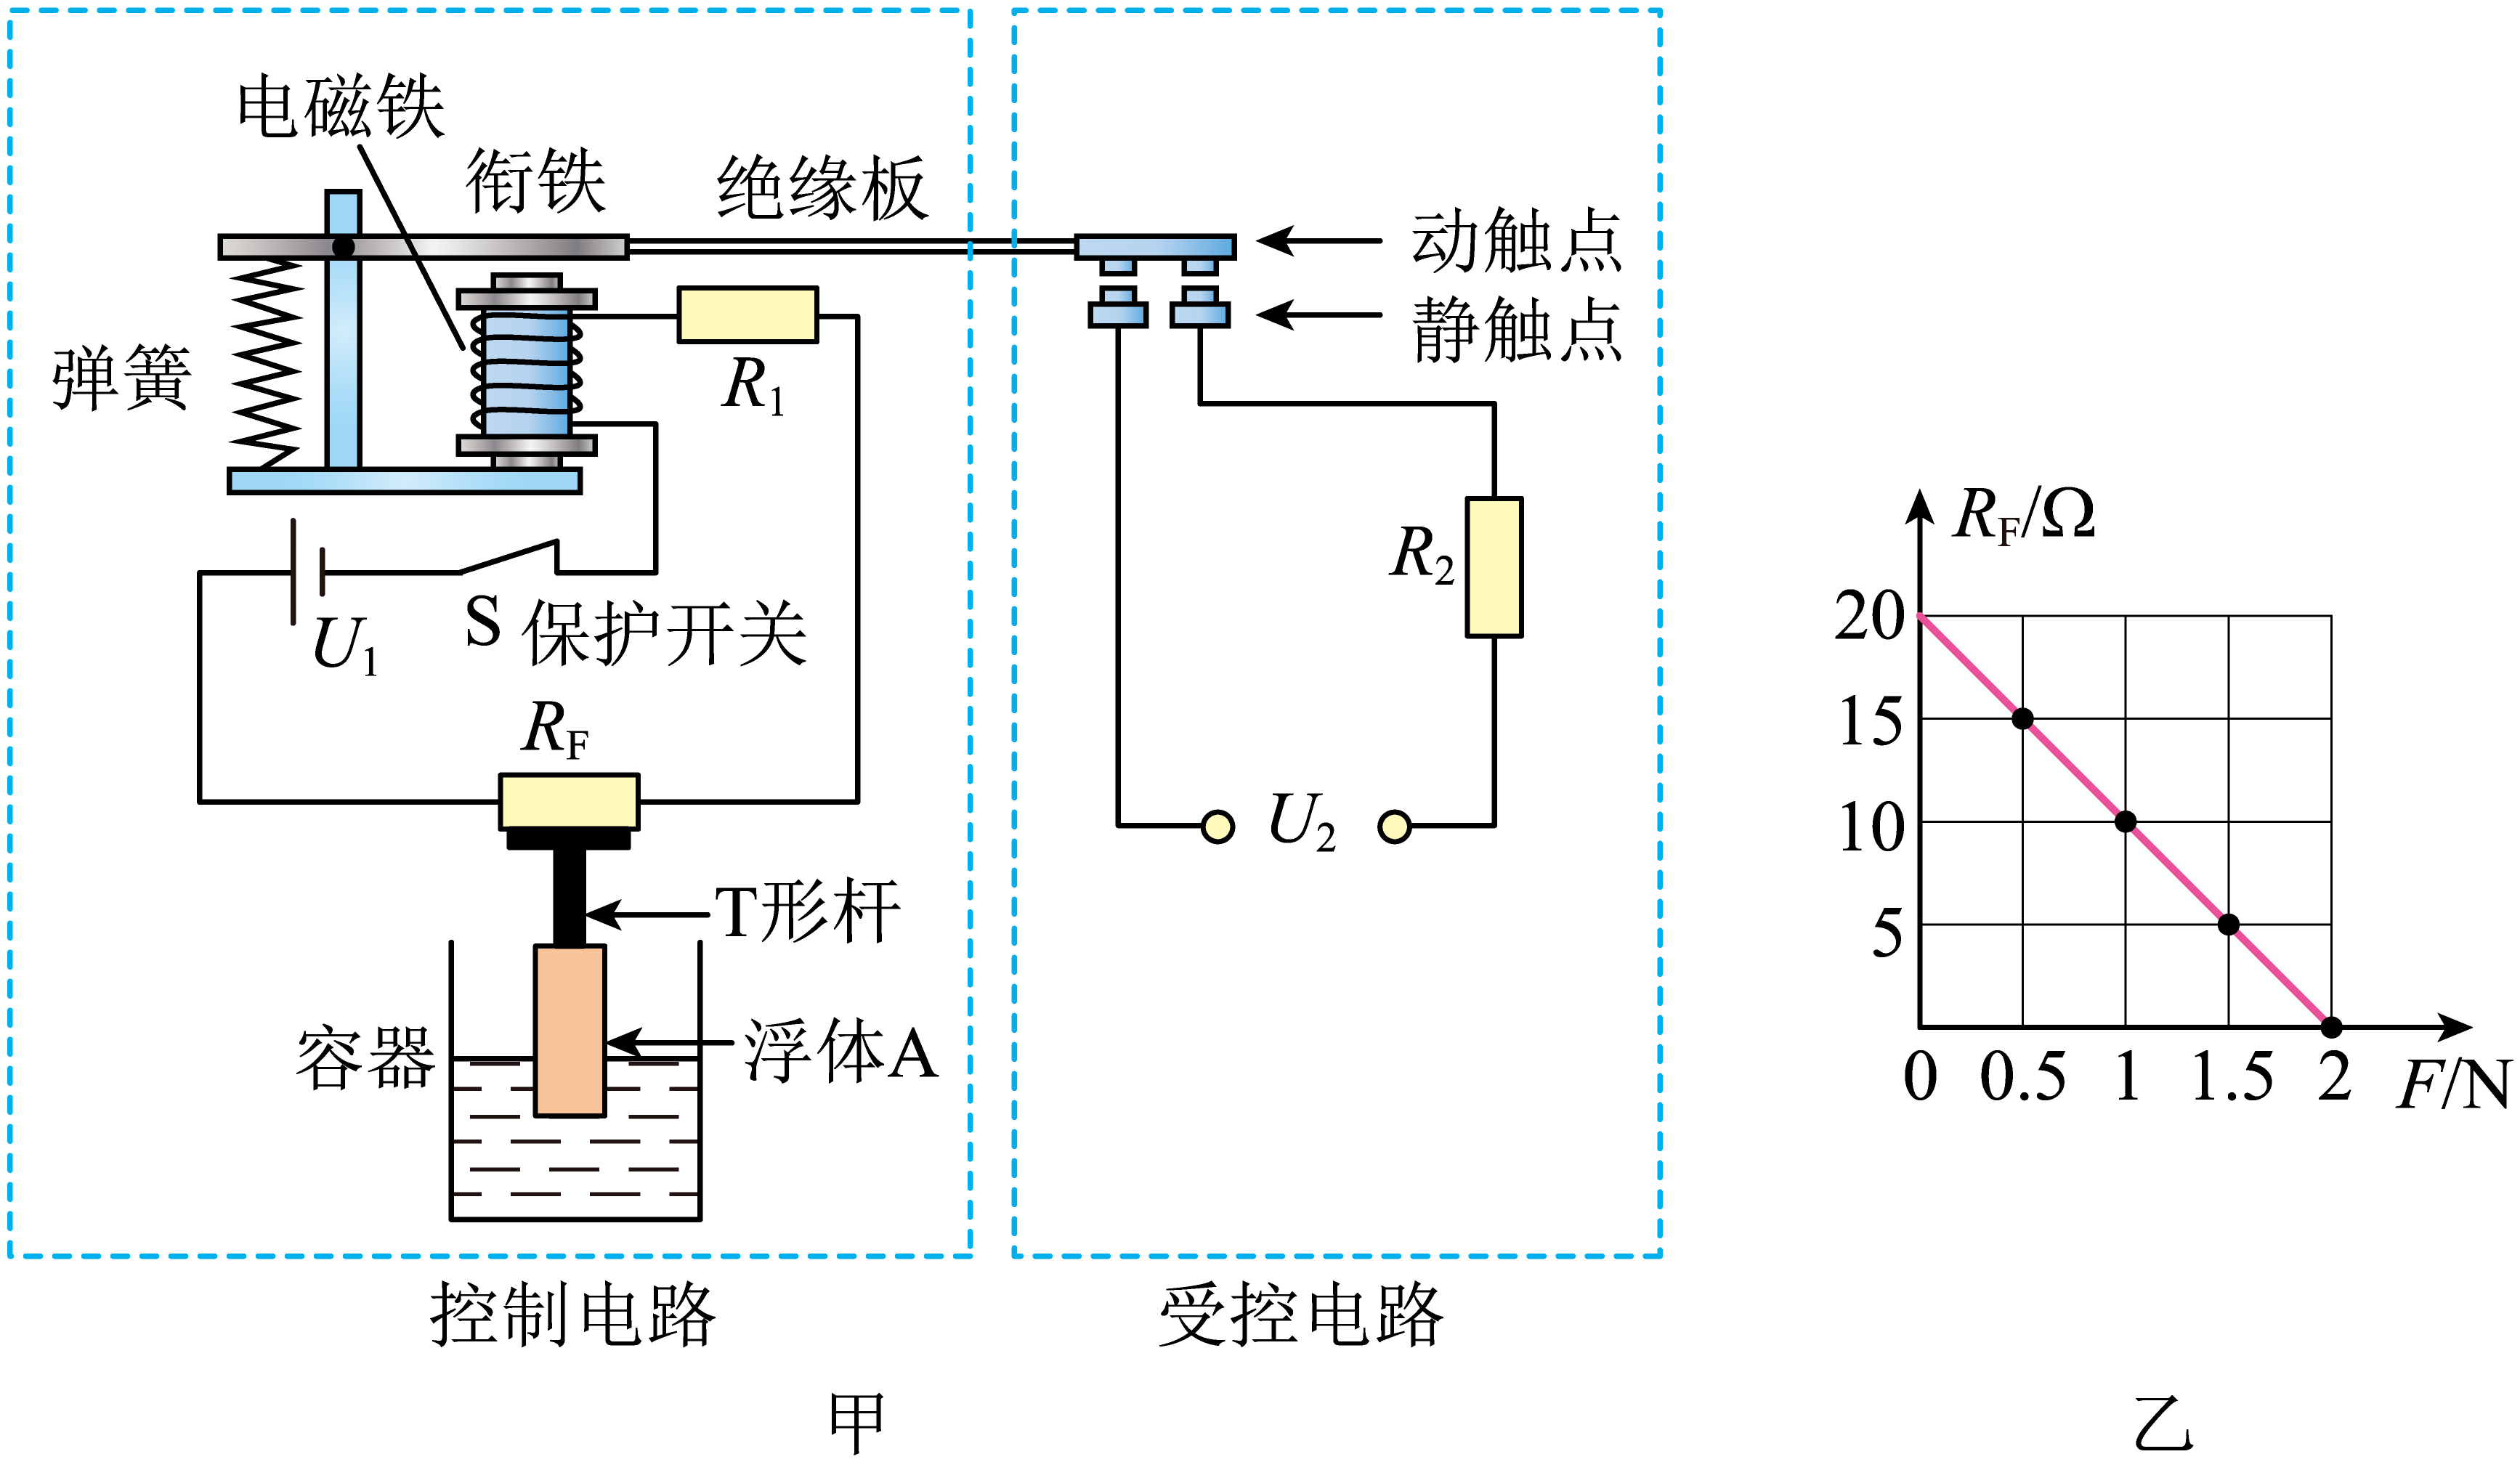 电磁铁
衔铁
绝缘板
动触点
静触点
弹簧
R1
R2
U1
S 保护开关
RF
U2
T形杆
容器
浮体A
控制电路
受控电路
甲
RF/Ω
20
15
10
5
0 0.5 1 1.5 2 F/N
乙